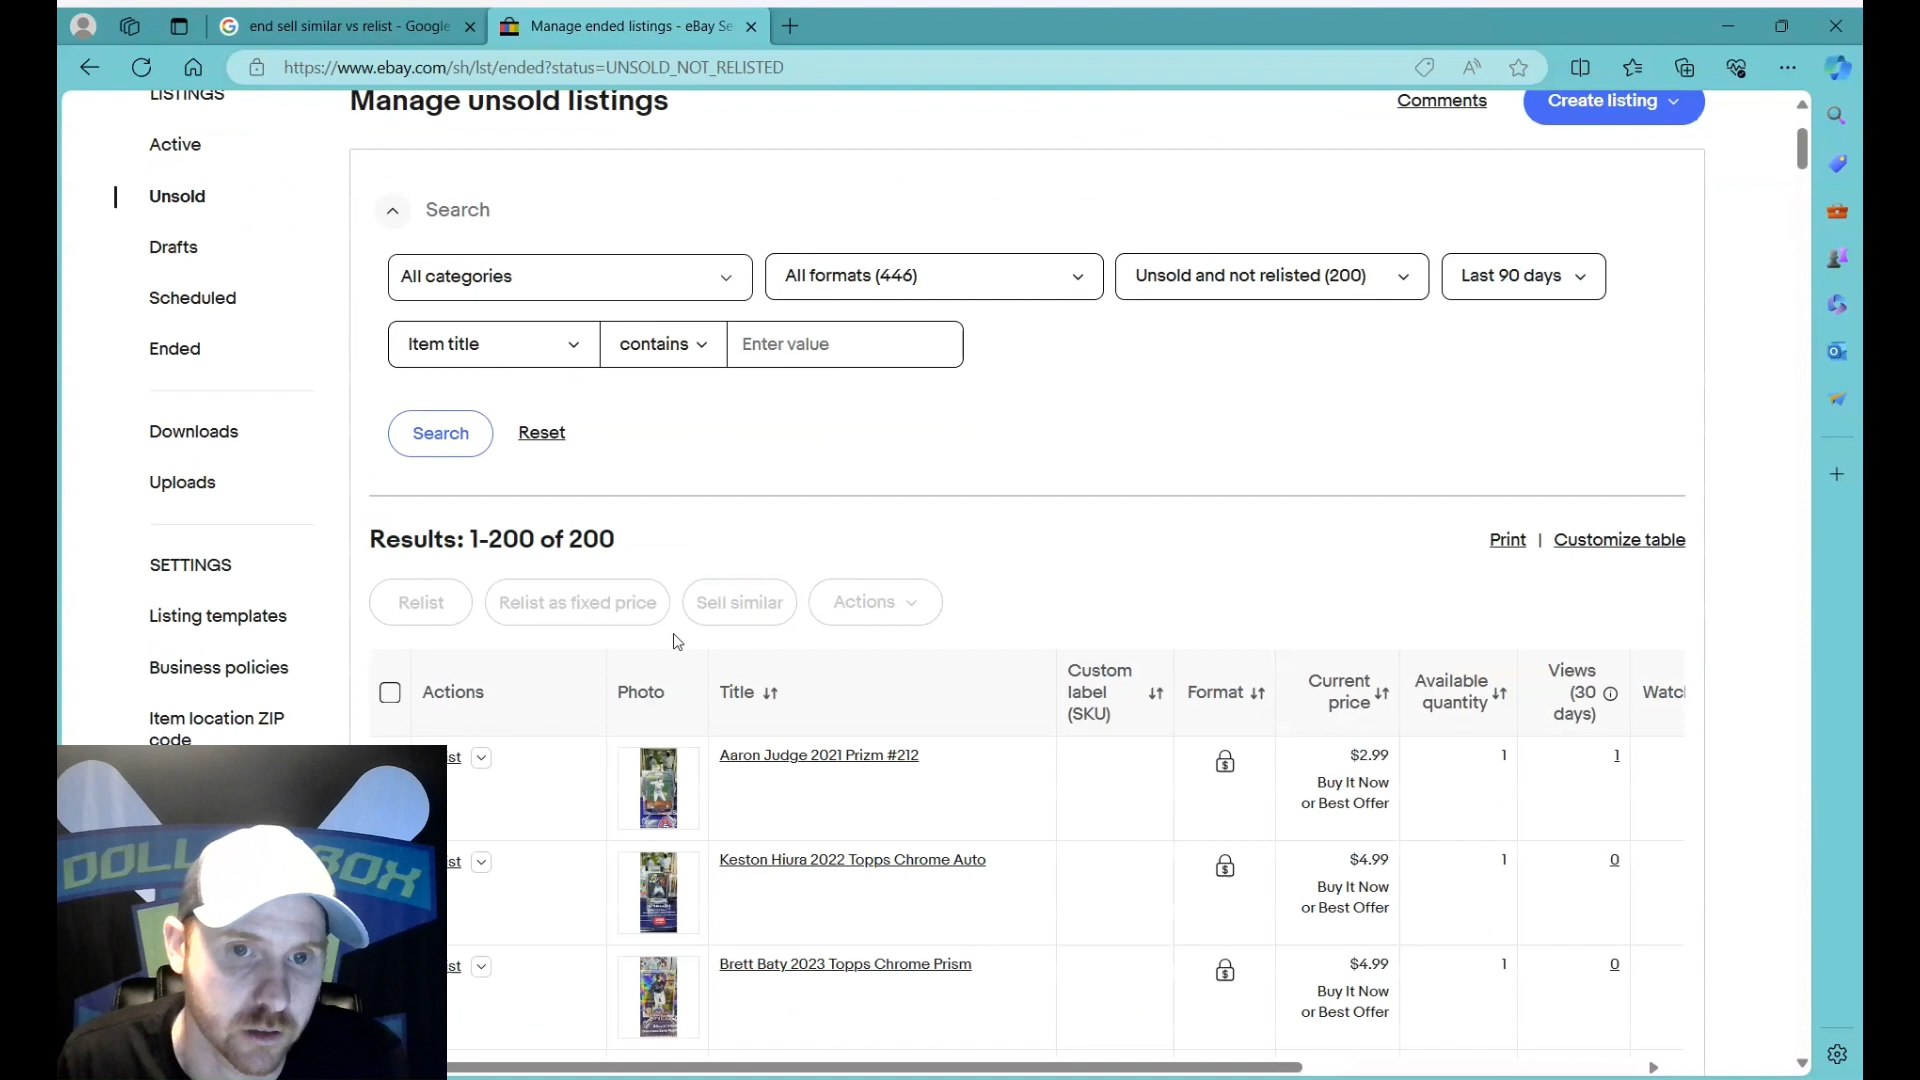 end sell similar vs relist - Google
Manage ended listings - eBay Se
https://www.ebay.com/sh/lst/ended?status=UNSOLD_NOT_RELISTED
LISTINGS
Active
Unsold
Drafts
Scheduled
Ended
Downloads
Uploads
SETTINGS
Listing templates
Business policies
Item location ZIP
code
Manage unsold listings
Comments
Create listing
Search
All categories
All formats (446)
Unsold and not relisted (200)
Last 90 days
Item title
contains
Enter value
Search
Reset
Results: 1-200 of 200
Print | Customize table
Relist
Relist as fixed price
Sell similar
Actions
Actions
Photo
Title
Custom
label
(SKU)
Format
Current
price
Available
quantity
Views
(30
days)
Watc
st
Aaron Judge 2021 Prizm #212
$2.99
Buy It Now
or Best Offer
1
1
st
Keston Hiura 2022 Topps Chrome Auto
$4.99
Buy It Now
or Best Offer
1
0
st
Brett Baty 2023 Topps Chrome Prism
$4.99
Buy It Now
or Best Offer
1
0
DOLL
BOX